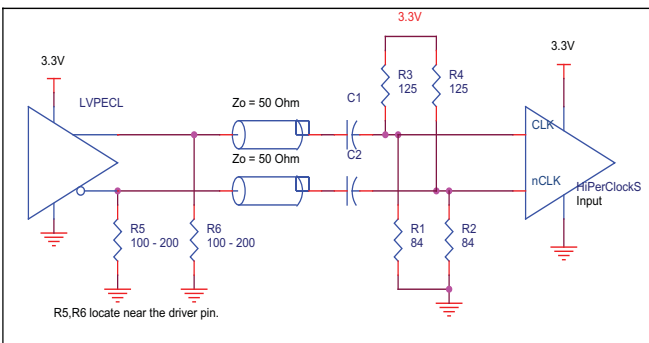 3.3V
3.3V
3.3V
R3
125
R4
125
LVPECL
Zo = 50 Ohm
C1
CLK
Zo = 50 Ohm
C2
nCLK
HiPerClockS
Input
R5
100 - 200
R6
100 - 200
R1
84
R2
84
R5,R6 locate near the driver pin.